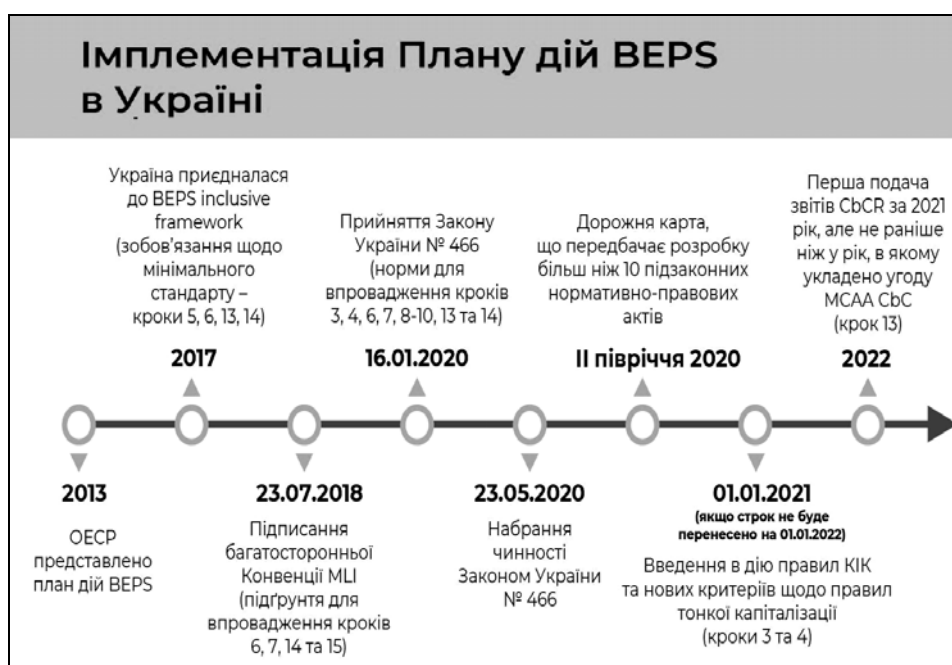 Імплементація Плану дій BEPS
в Україні
Україна приєдналася
до BEPS inclusive
framework
(зобов'язання щодо
мінімального
стандарту –
кроки 5, 6, 13, 14)
2017
Прийняття Закону
України № 466
(норми для
впровадження кроків
3, 4, 6, 7, 8-10, 13 та 14)
16.01.2020
Дорожня карта,
що передбачає розробку
більш ніж 10 підзаконних
нормативно-правових
актів
II півріччя 2020
Перша подача
звітів CbCR за 2021
рік, але не раніше
ніж у рік, в якому
укладено угоду
MCAA CbC
(крок 13)
2022
2013
ОЕСР
представлено
план дій BEPS
23.07.2018
Підписання
багатосторонньої
Конвенції MLI
(підґрунтя для
впровадження кроків
6, 7, 14 та 15)
23.05.2020
Набрання
чинності
Законом України
№ 466
01.01.2021
(якщо строк не буде
перенесено на 01.01.2022)
Введення в дію правил КІК
та нових критеріїв щодо правил
тонкої капіталізації
(кроки 3 та 4)